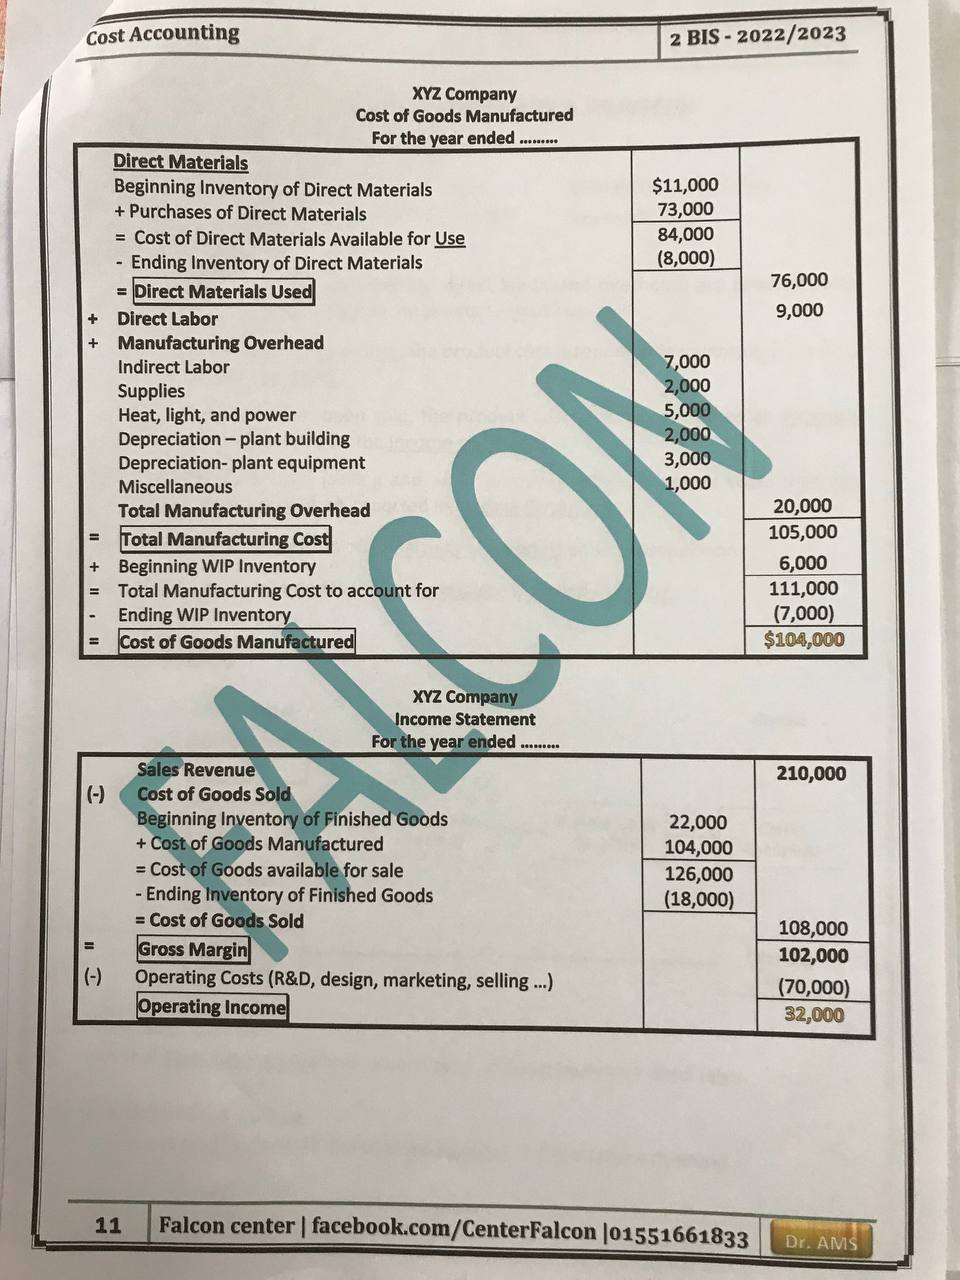 Cost Accounting 2 BIS - 2022/2023
XYZ Company
Cost of Goods Manufactured
For the year ended .........
Direct Materials
Beginning Inventory of Direct Materials $11,000
+ Purchases of Direct Materials 73,000
= Cost of Direct Materials Available for Use 84,000
- Ending Inventory of Direct Materials (8,000)
= Direct Materials Used 76,000
+ Direct Labor 9,000
+ Manufacturing Overhead
Indirect Labor 7,000
Supplies 2,000
Heat, light, and power 5,000
Depreciation – plant building 2,000
Depreciation- plant equipment 3,000
Miscellaneous 1,000
Total Manufacturing Overhead 20,000
= Total Manufacturing Cost 105,000
+ Beginning WIP Inventory 6,000
= Total Manufacturing Cost to account for 111,000
- Ending WIP Inventory (7,000)
= Cost of Goods Manufactured $104,000
FALCON
XYZ Company
Income Statement
For the year ended .........
Sales Revenue 210,000
(-) Cost of Goods Sold
Beginning Inventory of Finished Goods 22,000
+ Cost of Goods Manufactured 104,000
= Cost of Goods available for sale 126,000
- Ending Inventory of Finished Goods (18,000)
= Cost of Goods Sold 108,000
= Gross Margin 102,000
(-) Operating Costs (R&D, design, marketing, selling ...) (70,000)
Operating Income 32,000
11 Falcon center | facebook.com/CenterFalcon |01551661833 Dr. AMS